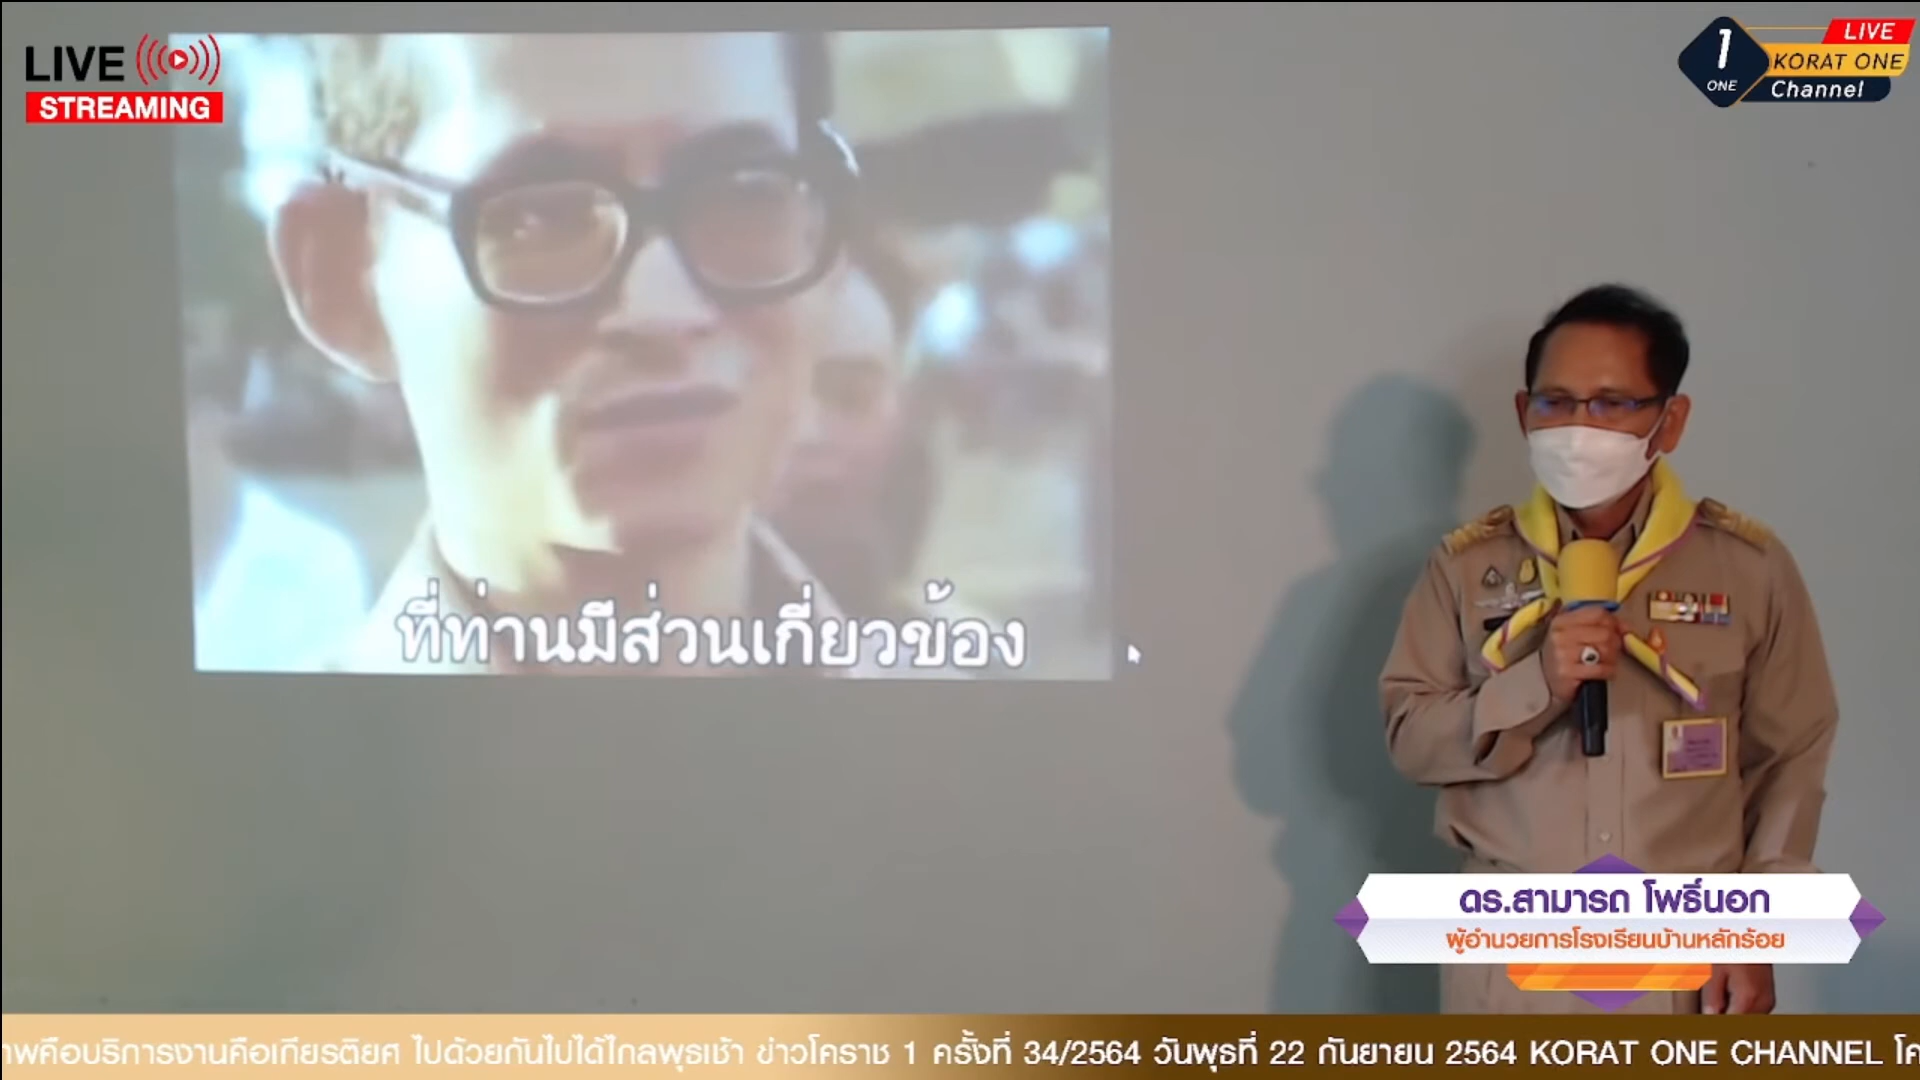 LIVE
STREAMING
1
ONE
LIVE
KORAT ONE
Channel
ที่ท่านมีส่วนเกี่ยวข้อง
ดร.สามารถ โพธิ์นอก
ผู้อำนวยการโรงเรียนบ้านหลักร้อย
พคือบริการงานคือเกียรติยศ ไปด้วยกันไปได้ไกลพุธเช้า ข่าวโคราช 1 ครั้งที่ 34/2564 วันพุธที่ 22 กันยายน 2564 KORAT ONE CHANNEL